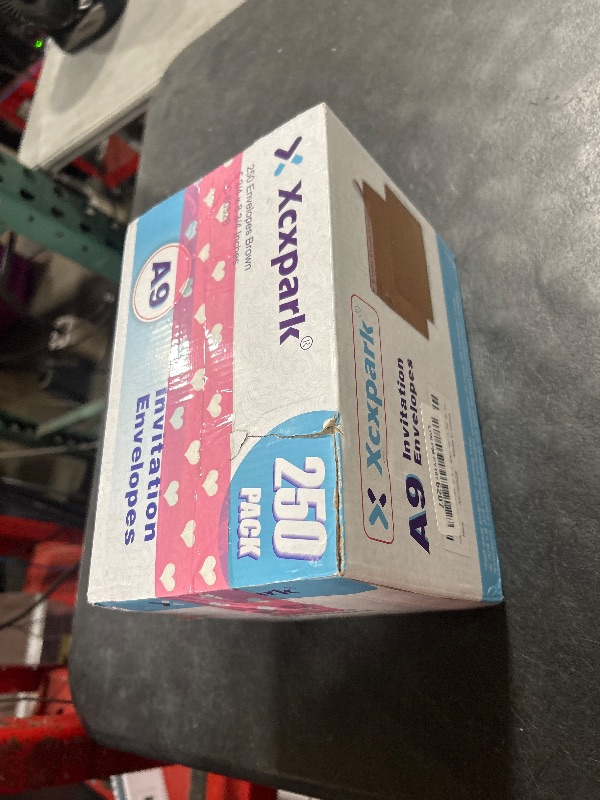 Xcxpark®
250 Envelopes Brown
A9
Invitation
Envelopes
250
PACK
Xcxpark®
A9 Invitation
Envelopes